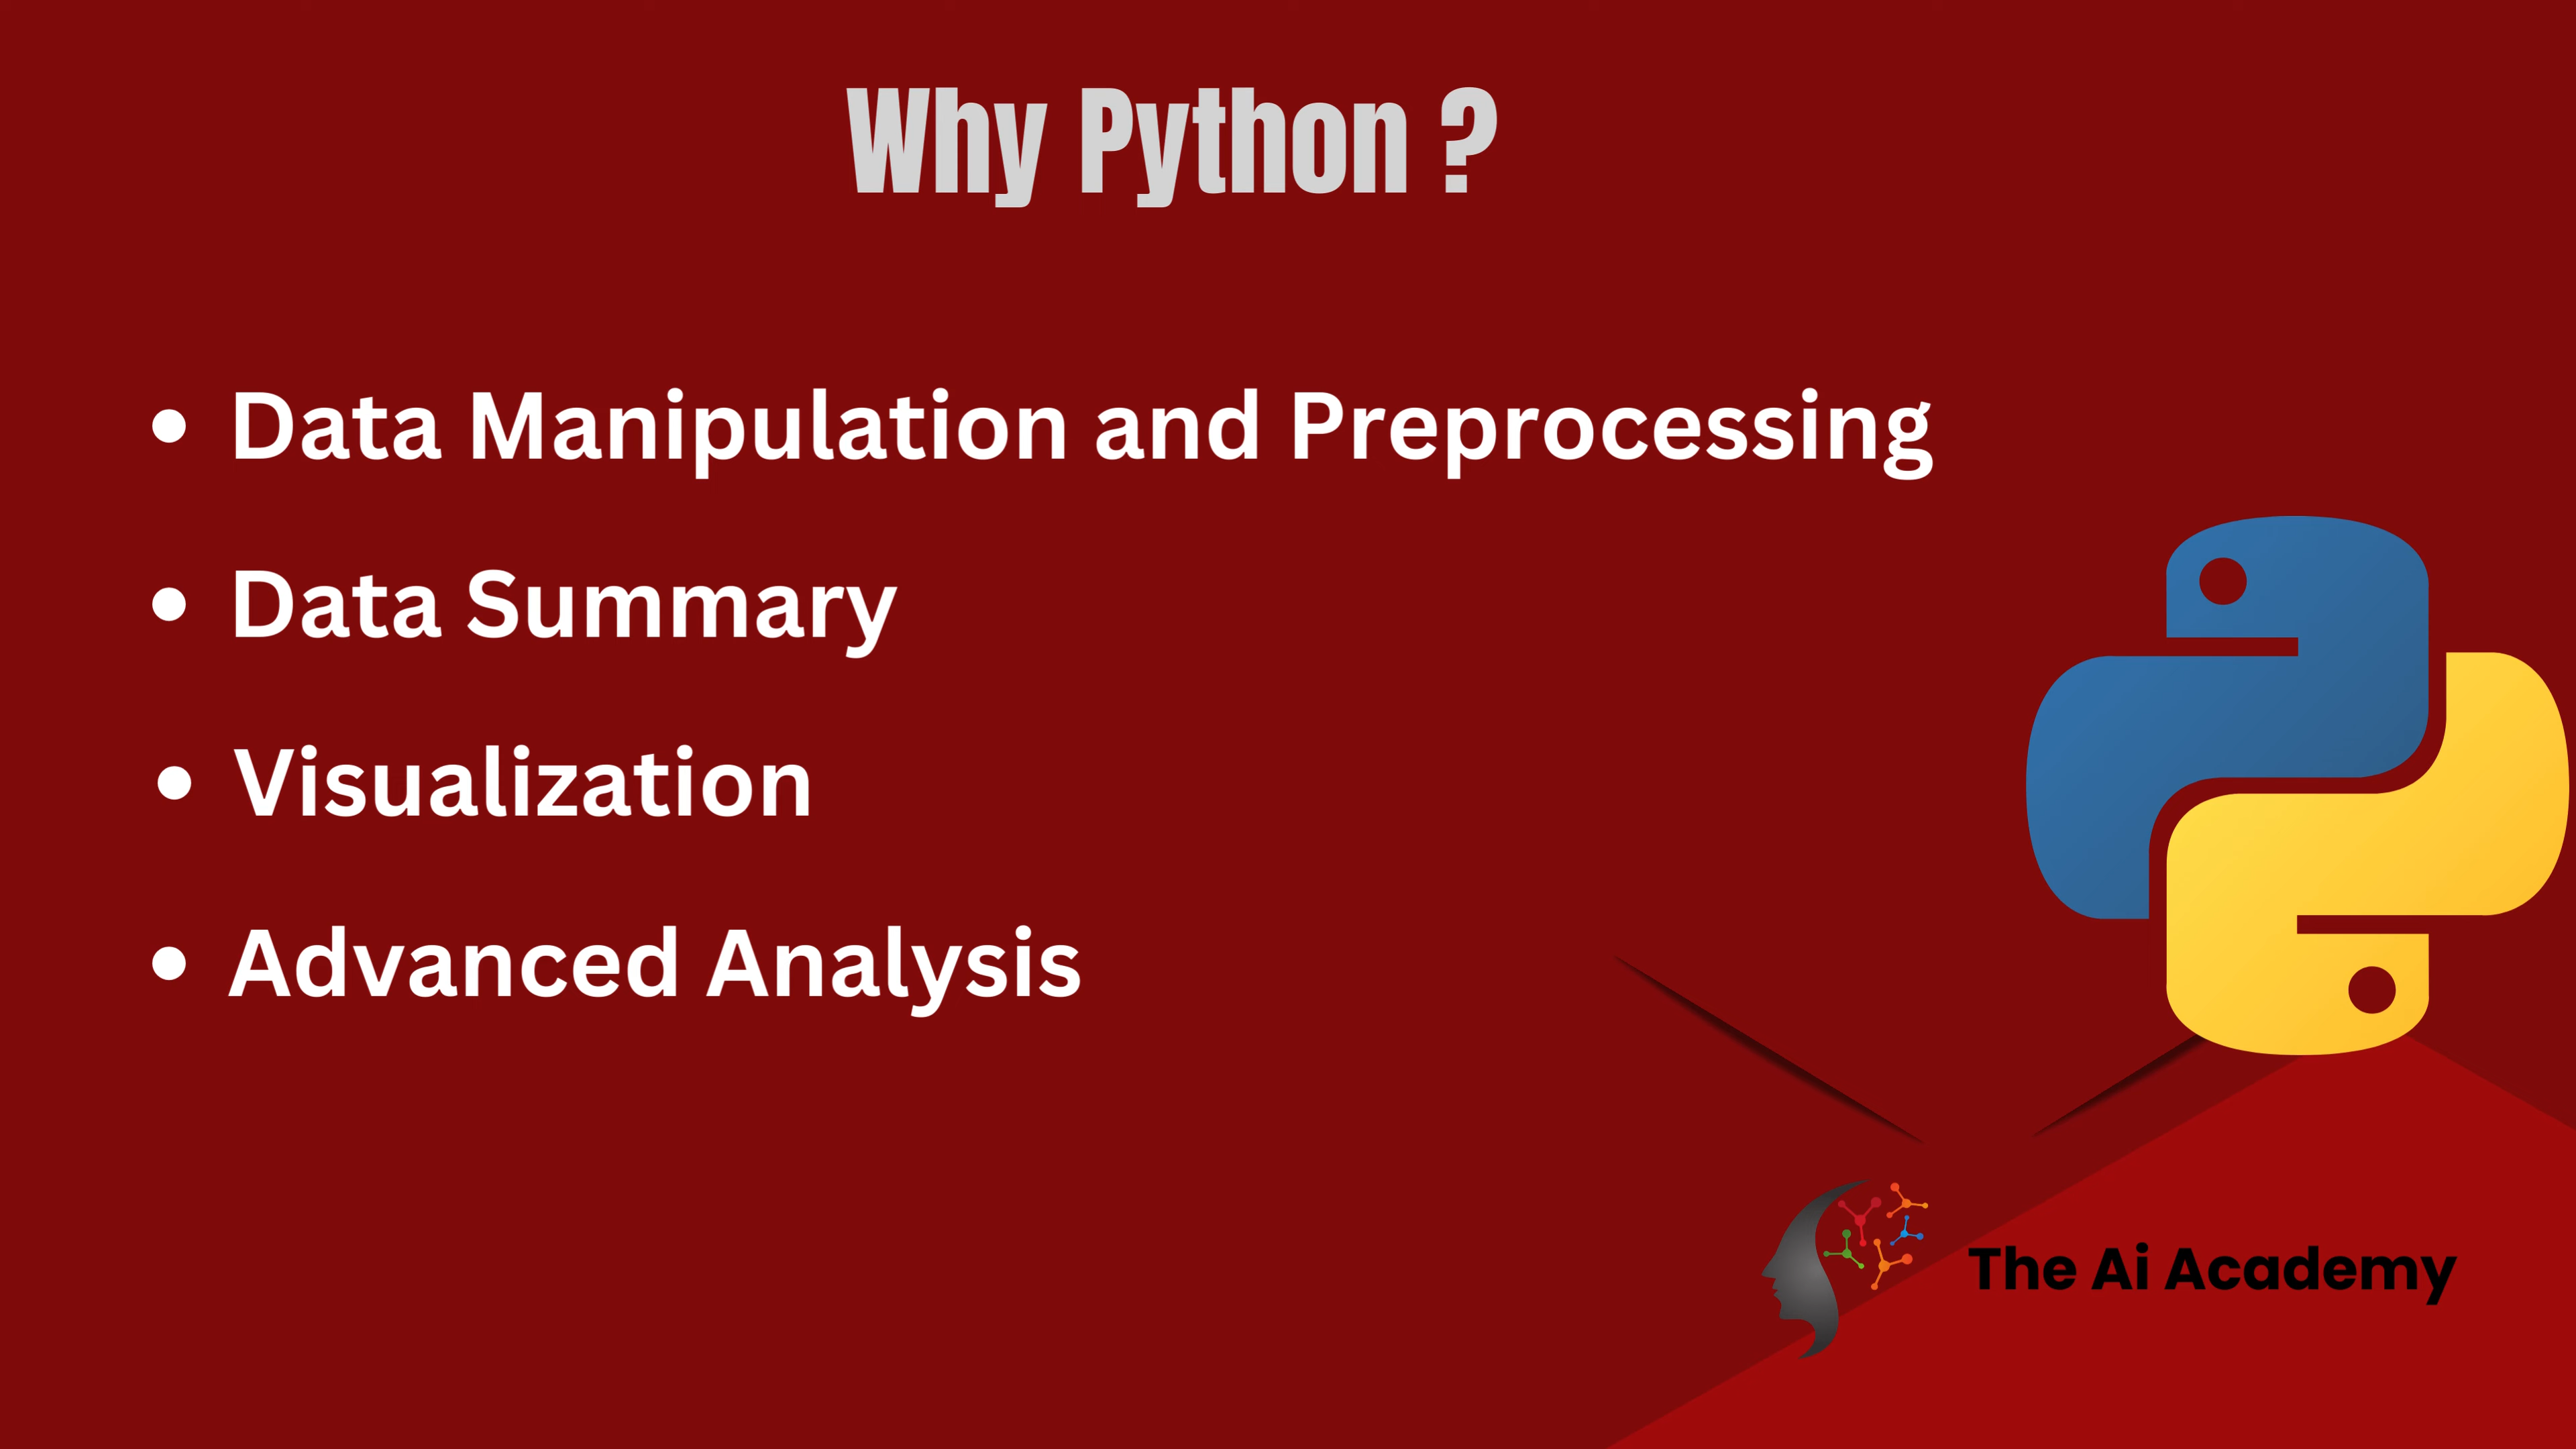 Why Python ?
• Data Manipulation and Preprocessing
• Data Summary
• Visualization
• Advanced Analysis
The Ai Academy